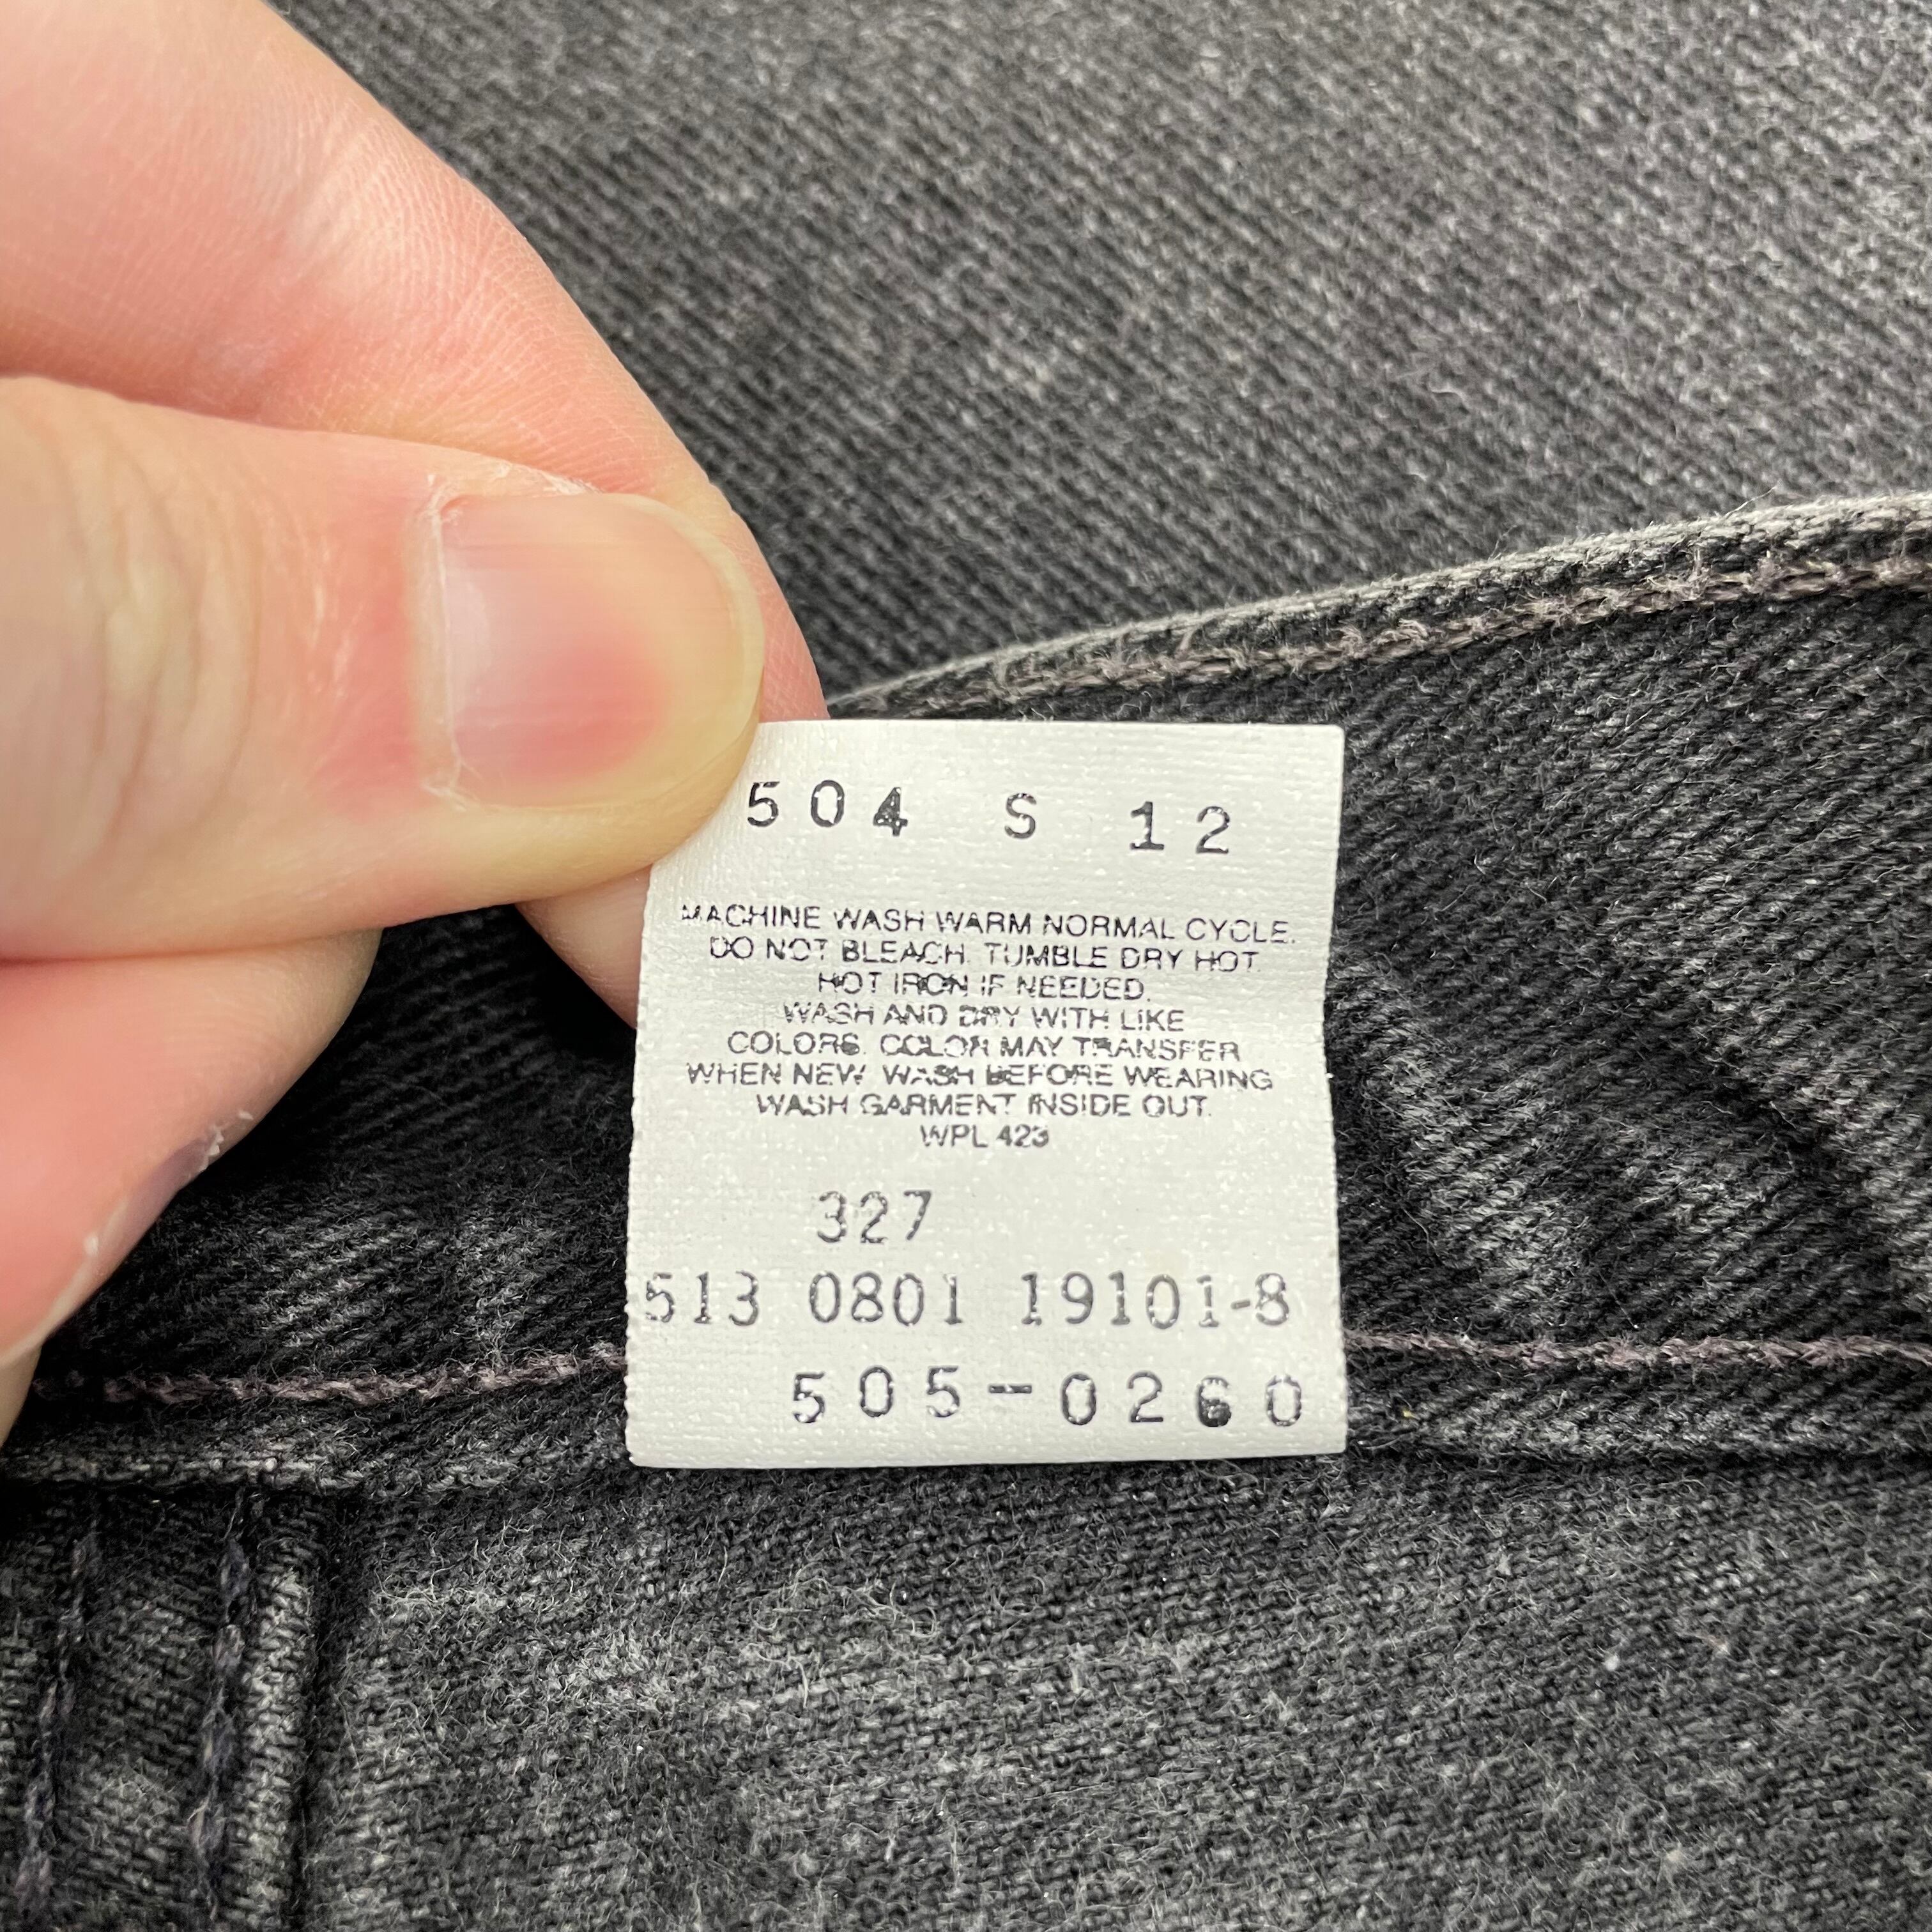 504 S 12
MACHINE WASH WARM NORMAL CYCLE.
DO NOT BLEACH. TUMBLE DRY HOT.
HOT IRON IF NEEDED.
WASH AND DRY WITH LIKE
COLORS. COLOR MAY TRANSFER
WHEN NEW. WASH BEFORE WEARING
WASH GARMENT INSIDE OUT.
WPL 423
327
513 0801 19101-8
505-0260